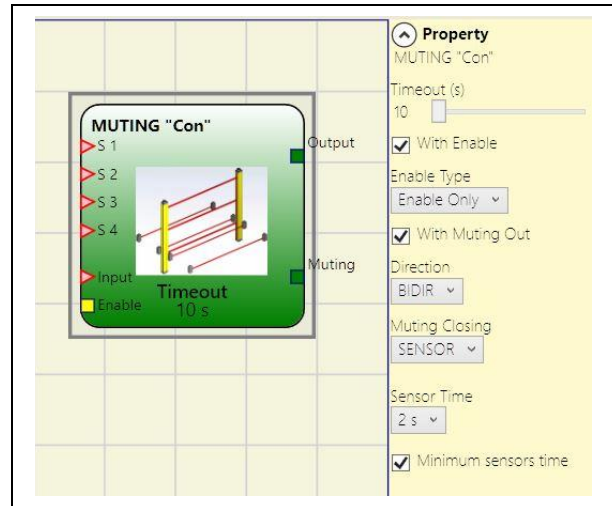 MUTING "Con"
S 1
S 2
S 3
S 4
Input
Enable
Output
Muting
Timeout
10 s
Property
MUTING "Con"
Timeout (s)
10
With Enable
Enable Type
Enable Only
With Muting Out
Direction
BIDIR
Muting Closing
SENSOR
Sensor Time
2 s
Minimum sensors time